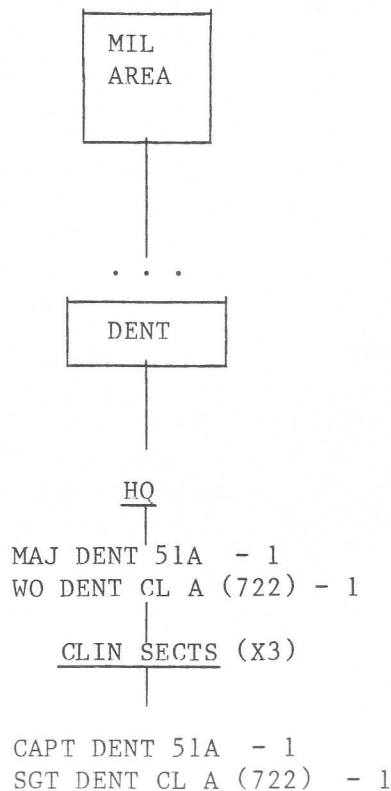 MIL
AREA
. . .
DENT
HQ
MAJ DENT 51A - 1
WO DENT CL A (722) - 1
CLIN SECTS (X3)
CAPT DENT 51A - 1
SGT DENT CL A (722) - 1